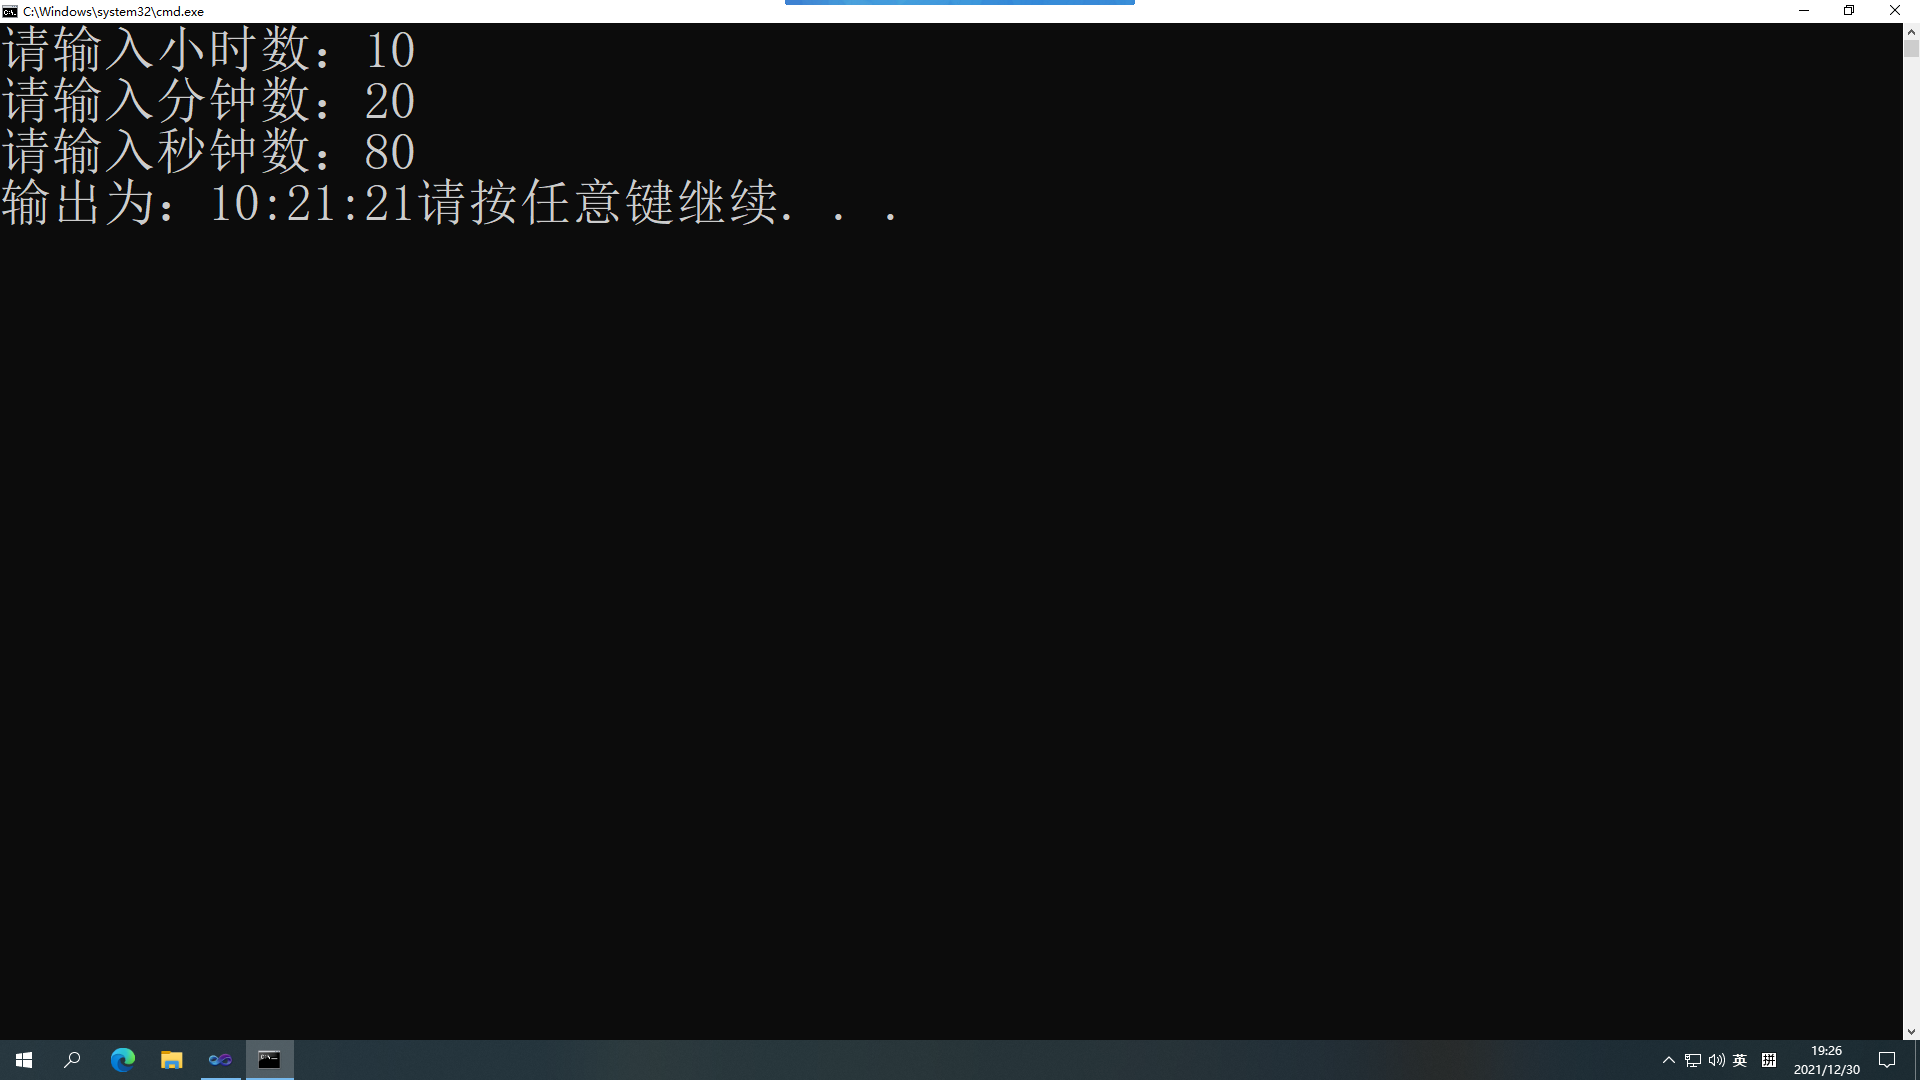 C:\Windows\system32\cmd.exe
请输入小时数：10
请输入分钟数：20
请输入秒钟数：80
输出为：10:21:21请按任意键继续. . .
英
拼
19:26
2021/12/30